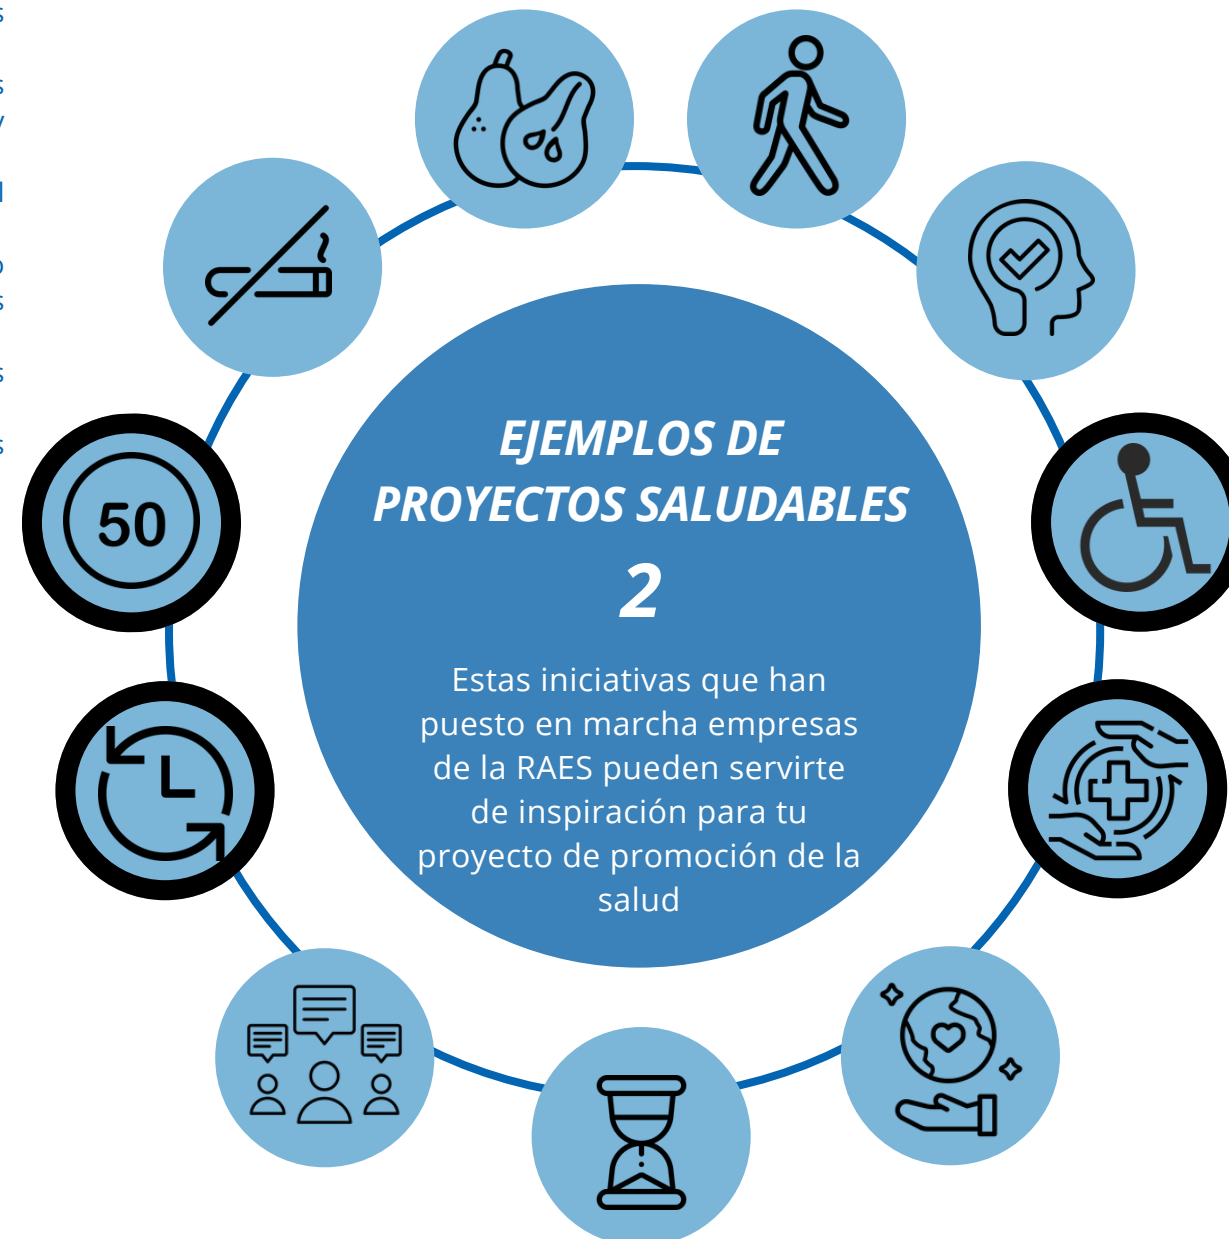 EJEMPLOS DE
PROYECTOS SALUDABLES
2
Estas iniciativas que han
puesto en marcha empresas
de la RAES pueden servirte
de inspiración para tu
proyecto de promoción de la
salud
50